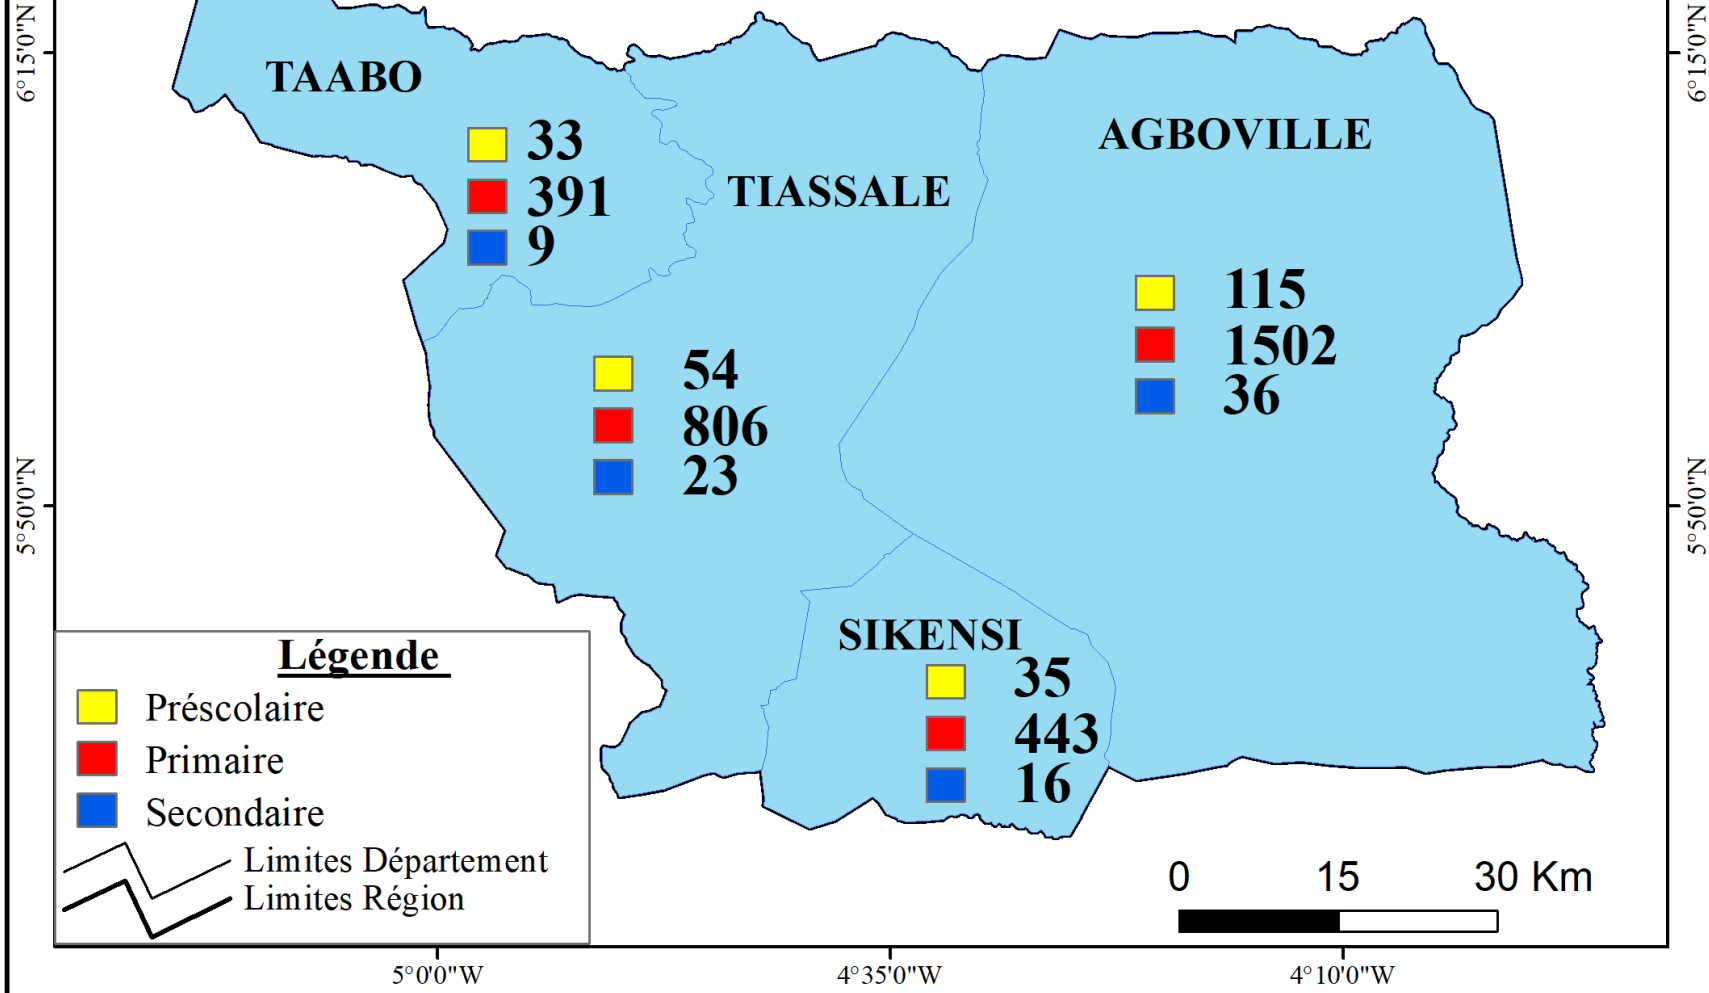 6°15'0"N
6°15'0"N
TAABO
33
391
9
TIASSALE
54
806
23
AGBOVILLE
115
1502
36
5°50'0"N
5°50'0"N
SIKENSI
35
443
16
Légende
Préscolaire
Primaire
Secondaire
Limites Département
Limites Région
0 15 30 Km
5°0'0"W 4°35'0"W 4°10'0"W